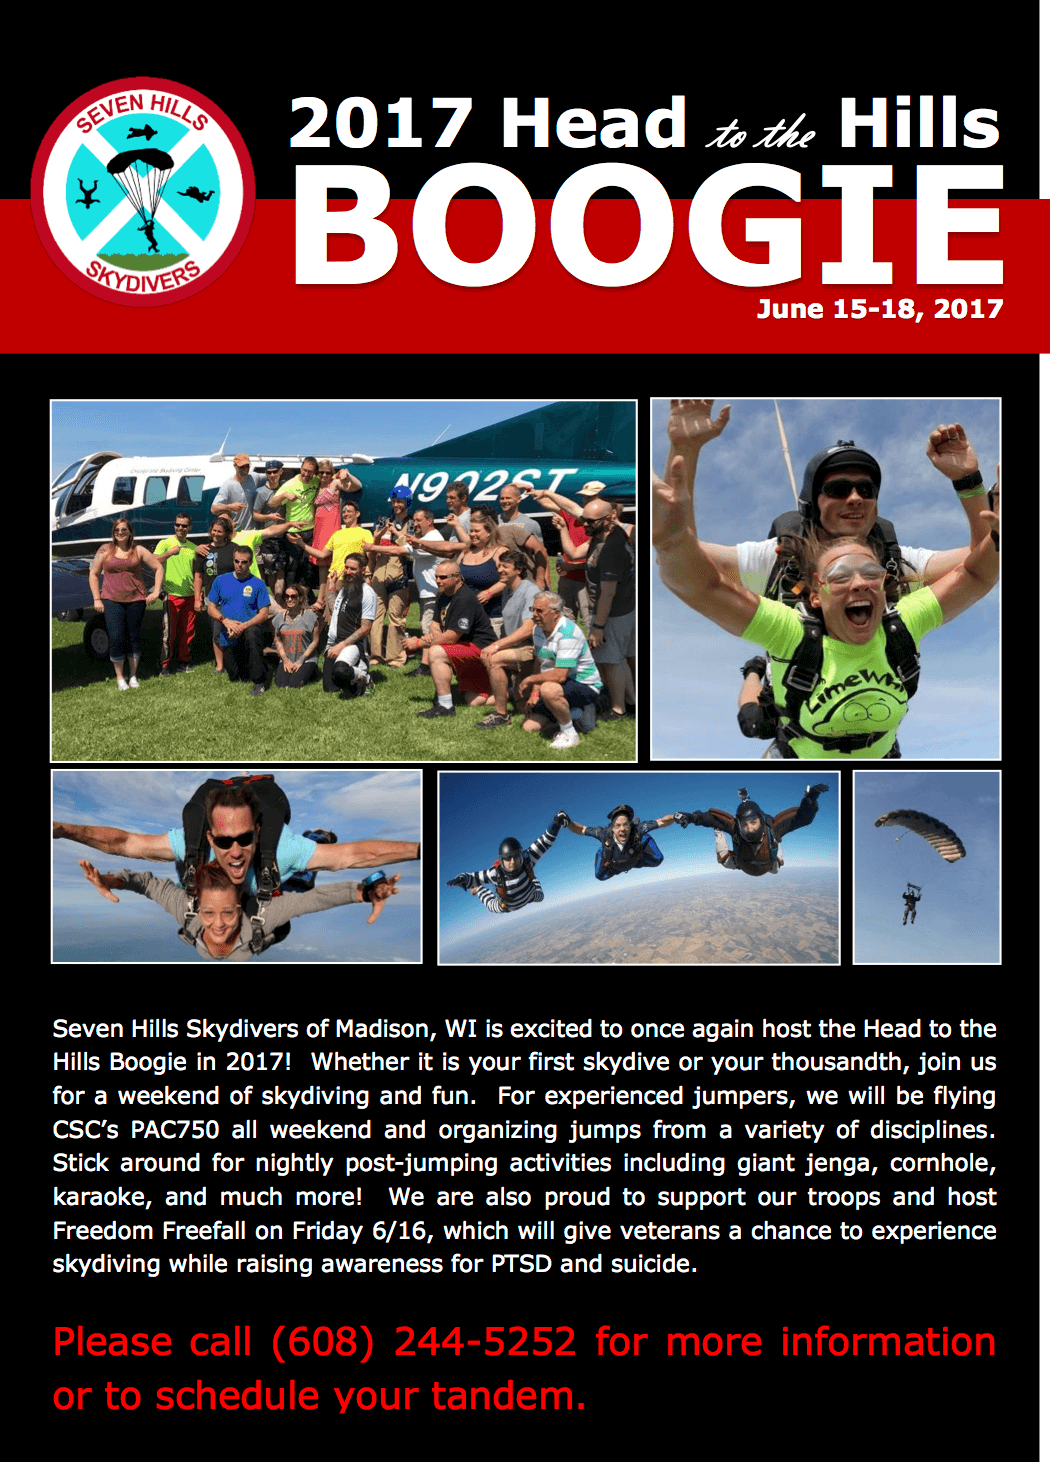 SEVEN HILLS
SKYDIVERS
2017 Head to the Hills
BOOGIE
June 15-18, 2017
N902ST
Seven Hills Skydivers of Madison, WI is excited to once again host the Head to the
Hills Boogie in 2017!  Whether it is your first skydive or your thousandth, join us
for a weekend of skydiving and fun.  For experienced jumpers, we will be flying
CSC’s PAC750 all weekend and organizing jumps from a variety of disciplines.
Stick around for nightly post-jumping activities including giant jenga, cornhole,
karaoke, and much more!  We are also proud to support our troops and host
Freedom Freefall on Friday 6/16, which will give veterans a chance to experience
skydiving while raising awareness for PTSD and suicide.
Please call (608) 244-5252 for more information
or to schedule your tandem.